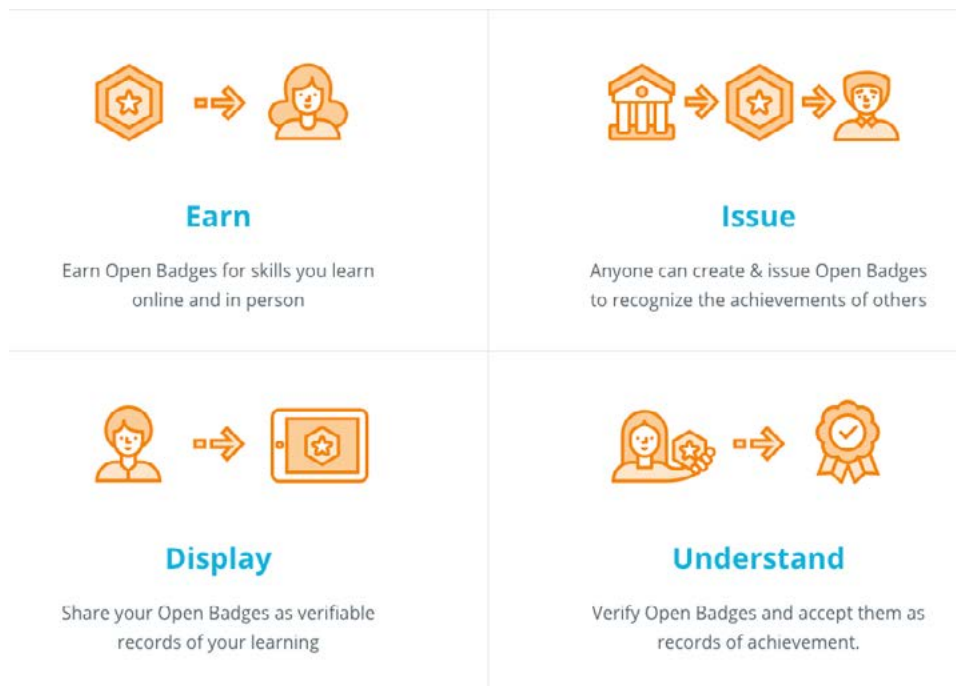 Earn
Earn Open Badges for skills you learn
online and in person
Issue
Anyone can create & issue Open Badges
to recognize the achievements of others
Display
Share your Open Badges as verifiable
records of your learning
Understand
Verify Open Badges and accept them as
records of achievement.